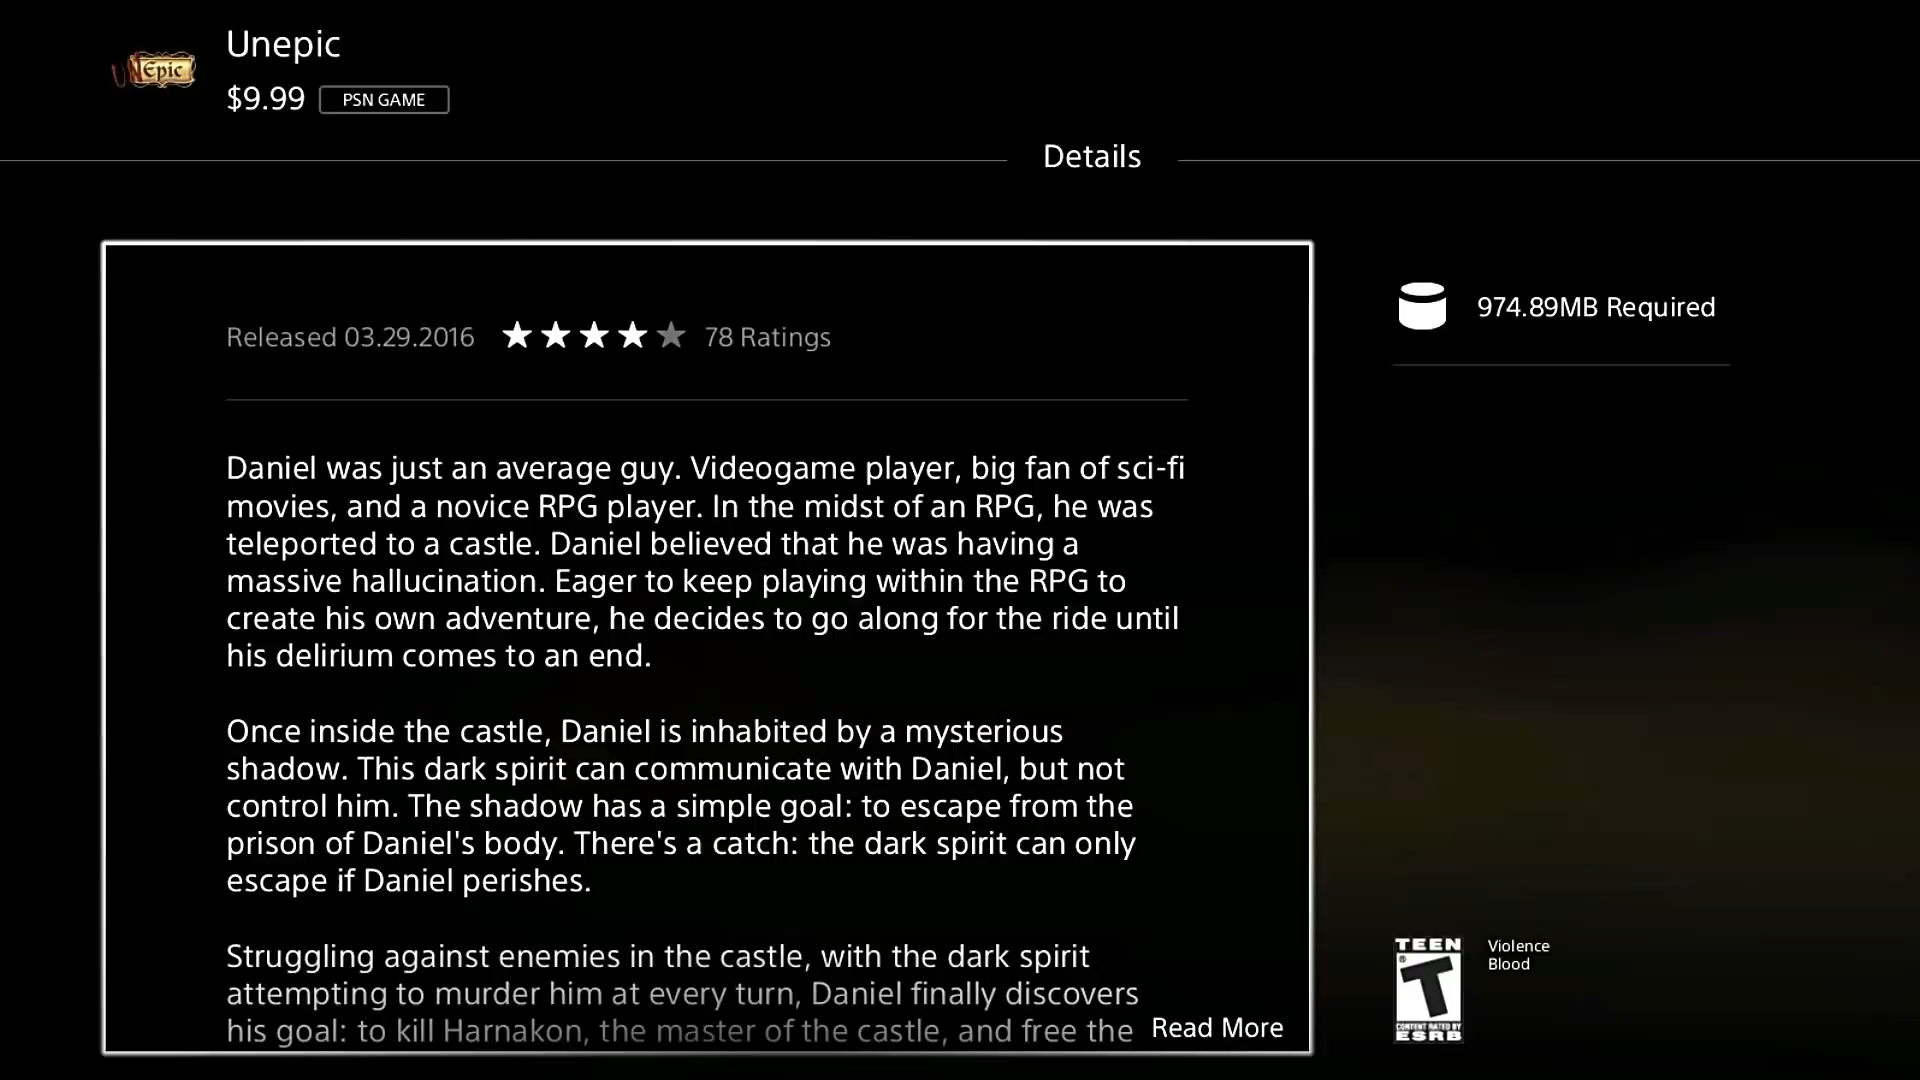 UnEpic
Unepic
$9.99 PSN GAME
Details
Released 03.29.2016 78 Ratings
974.89MB Required
Daniel was just an average guy. Videogame player, big fan of sci-fi
movies, and a novice RPG player. In the midst of an RPG, he was
teleported to a castle. Daniel believed that he was having a
massive hallucination. Eager to keep playing within the RPG to
create his own adventure, he decides to go along for the ride until
his delirium comes to an end.
Once inside the castle, Daniel is inhabited by a mysterious
shadow. This dark spirit can communicate with Daniel, but not
control him. The shadow has a simple goal: to escape from the
prison of Daniel's body. There's a catch: the dark spirit can only
escape if Daniel perishes.
Struggling against enemies in the castle, with the dark spirit
attempting to murder him at every turn, Daniel finally discovers
his goal: to kill Harnakon, the master of the castle, and free the
Read More
TEEN
T
®
CONTENT RATED BY
ESRB
Violence
Blood